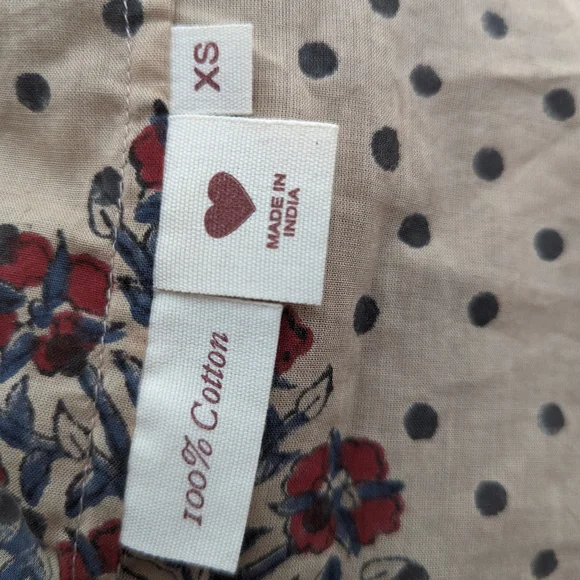 XS
MADE IN
INDIA
100% Cotton